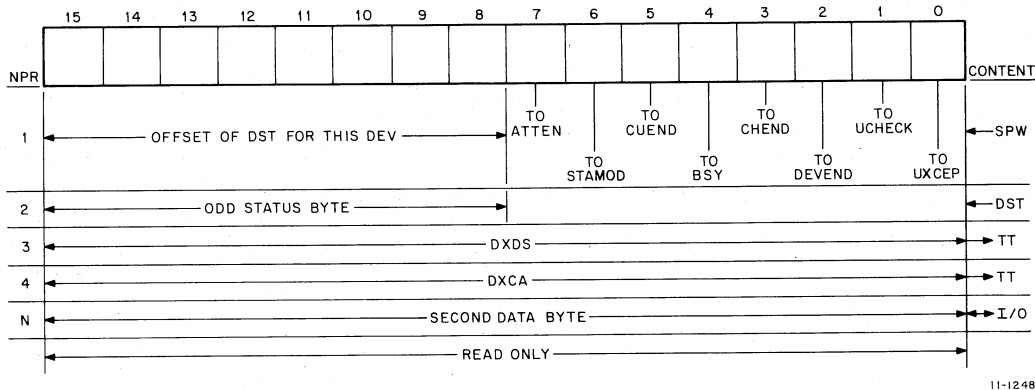 15 14 13 12 11 10 9 8 7 6 5 4 3 2 1 0
NPR CONTENT
1 OFFSET OF DST FOR THIS DEV TO ATTEN TO STAMOD TO CUEND TO BSY TO CHEND TO DEVEND TO UCHECK TO UXCEP SPW
2 ODD STATUS BYTE DST
3 DXDS TT
4 DXCA TT
N SECOND DATA BYTE I/O
READ ONLY
11-1248